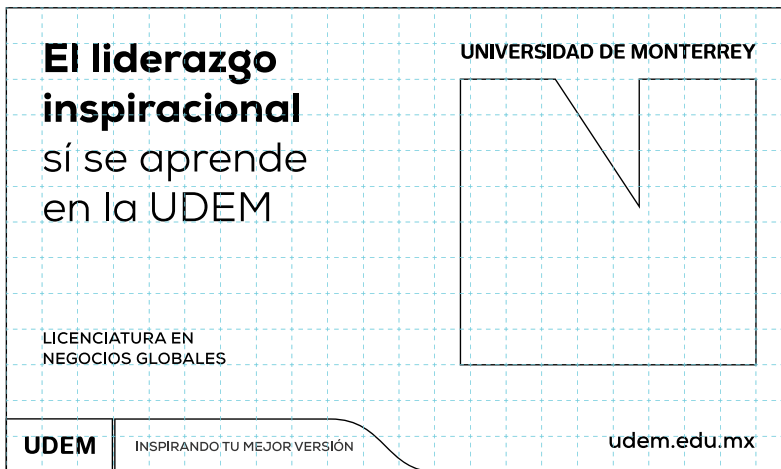 El liderazgo
inspiracional
sí se aprende
en la UDEM
UNIVERSIDAD DE MONTERREY
LICENCIATURA EN
NEGOCIOS GLOBALES
UDEM
INSPIRANDO TU MEJOR VERSIÓN
udem.edu.mx